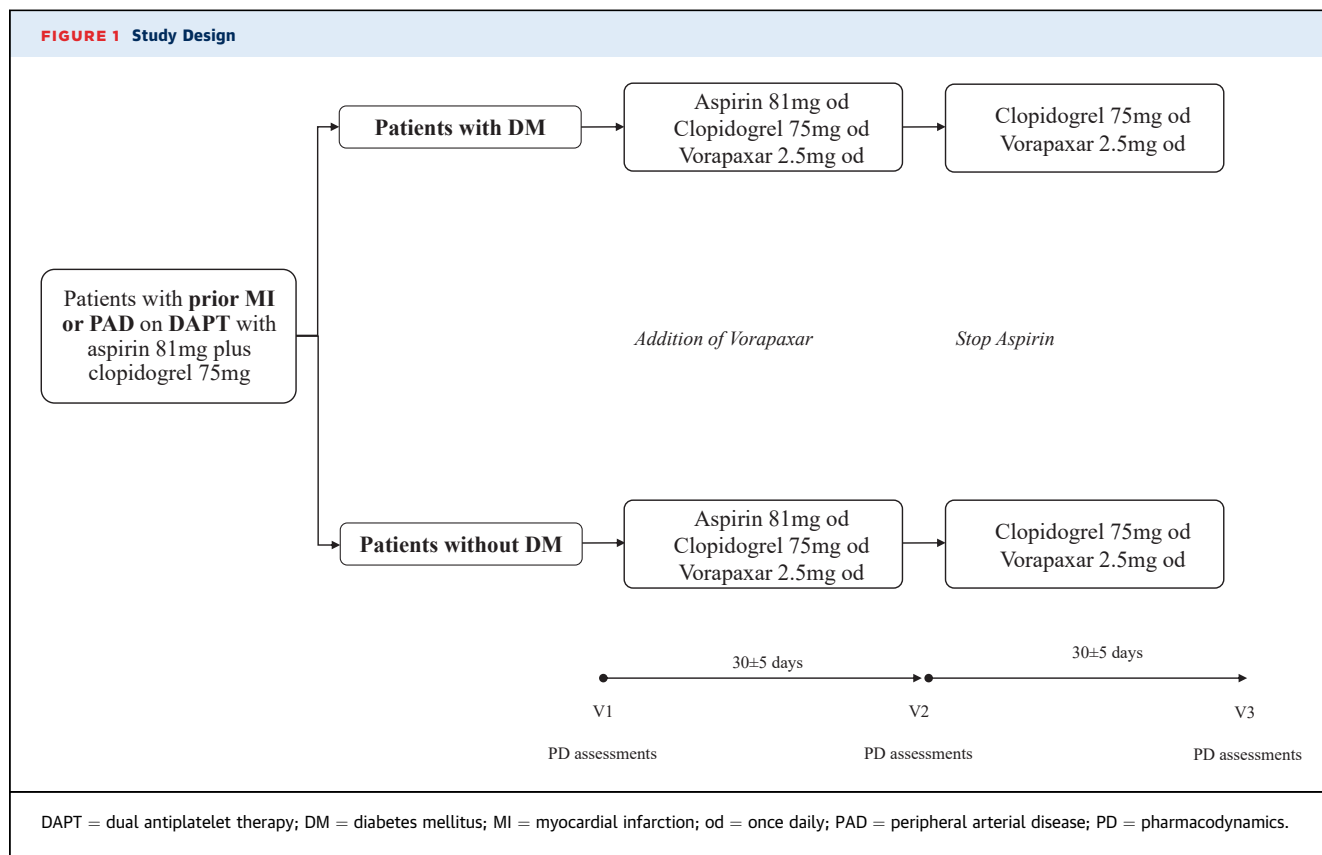 FIGURE 1 Study Design
Patients with DM
Aspirin 81mg od
Clopidogrel 75mg od
Vorapaxar 2.5mg od
Clopidogrel 75mg od
Vorapaxar 2.5mg od
Patients with prior MI
or PAD on DAPT with
aspirin 81mg plus
clopidogrel 75mg
Addition of Vorapaxar
Stop Aspirin
Patients without DM
Aspirin 81mg od
Clopidogrel 75mg od
Vorapaxar 2.5mg od
Clopidogrel 75mg od
Vorapaxar 2.5mg od
30±5 days
30±5 days
V1
V2
V3
PD assessments
PD assessments
PD assessments
DAPT = dual antiplatelet therapy; DM = diabetes mellitus; MI = myocardial infarction; od = once daily; PAD = peripheral arterial disease; PD = pharmacodynamics.